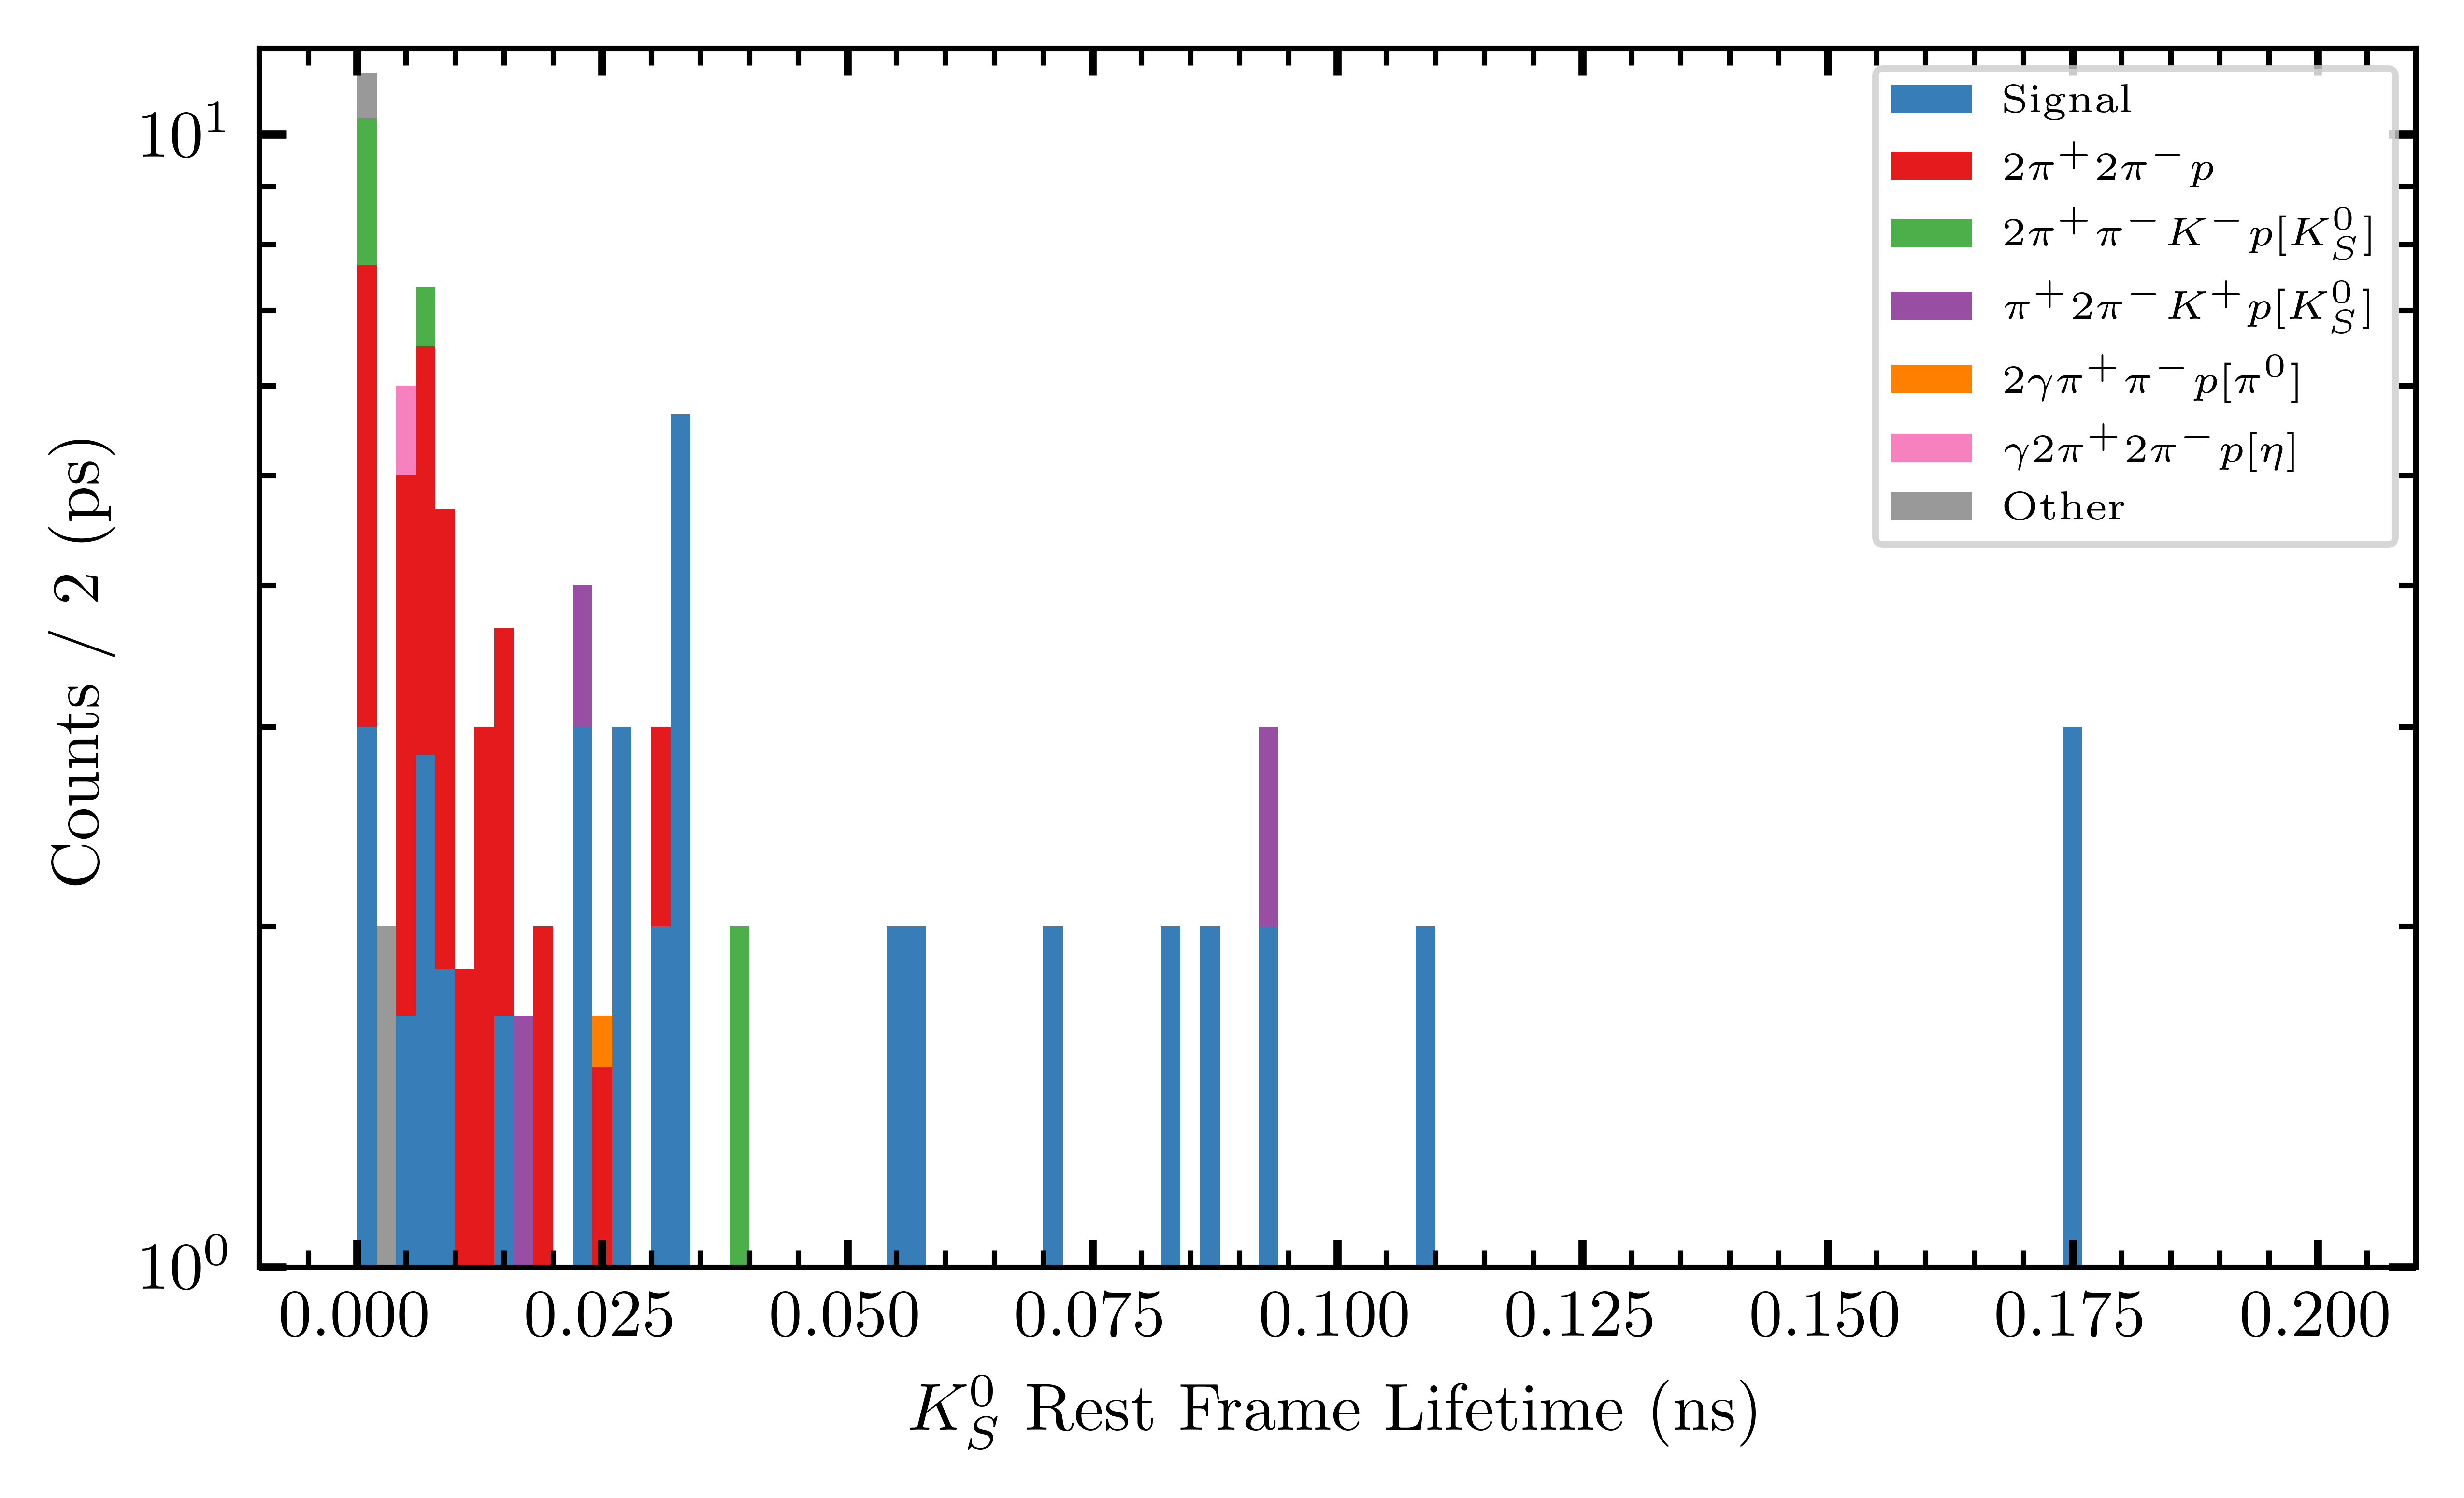 Counts / 2 (ps)
10¹
10⁰
Signal
2π⁺2π⁻p
2π⁺π⁻K⁻p[K⁰_S]
π⁺2π⁻K⁺p[K⁰_S]
2γπ⁺π⁻p[π⁰]
γ2π⁺2π⁻p[η]
Other
0.000 0.025 0.050 0.075 0.100 0.125 0.150 0.175 0.200
K⁰_S Rest Frame Lifetime (ns)